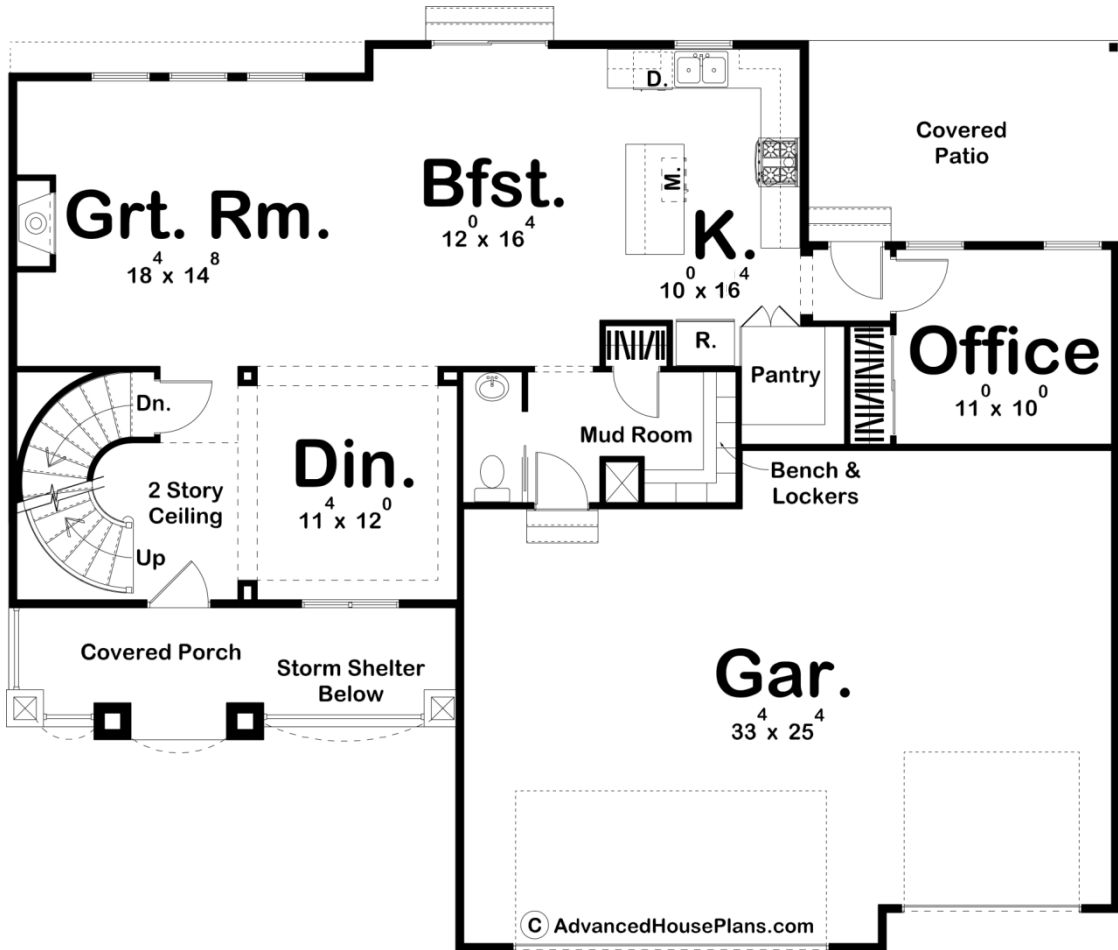 D.
Covered
Patio
Grt. Rm.
18⁴ x 14⁸
Bfst.
12⁰ x 16⁴
M.
K.
10⁰ x 16⁴
R.
Pantry
Office
11⁰ x 10⁰
Dn.
2 Story
Ceiling
Up
Din.
11⁴ x 12⁰
Mud Room
Bench &
Lockers
Covered Porch
Storm Shelter
Below
Gar.
33⁴ x 25⁴
© AdvancedHousePlans.com